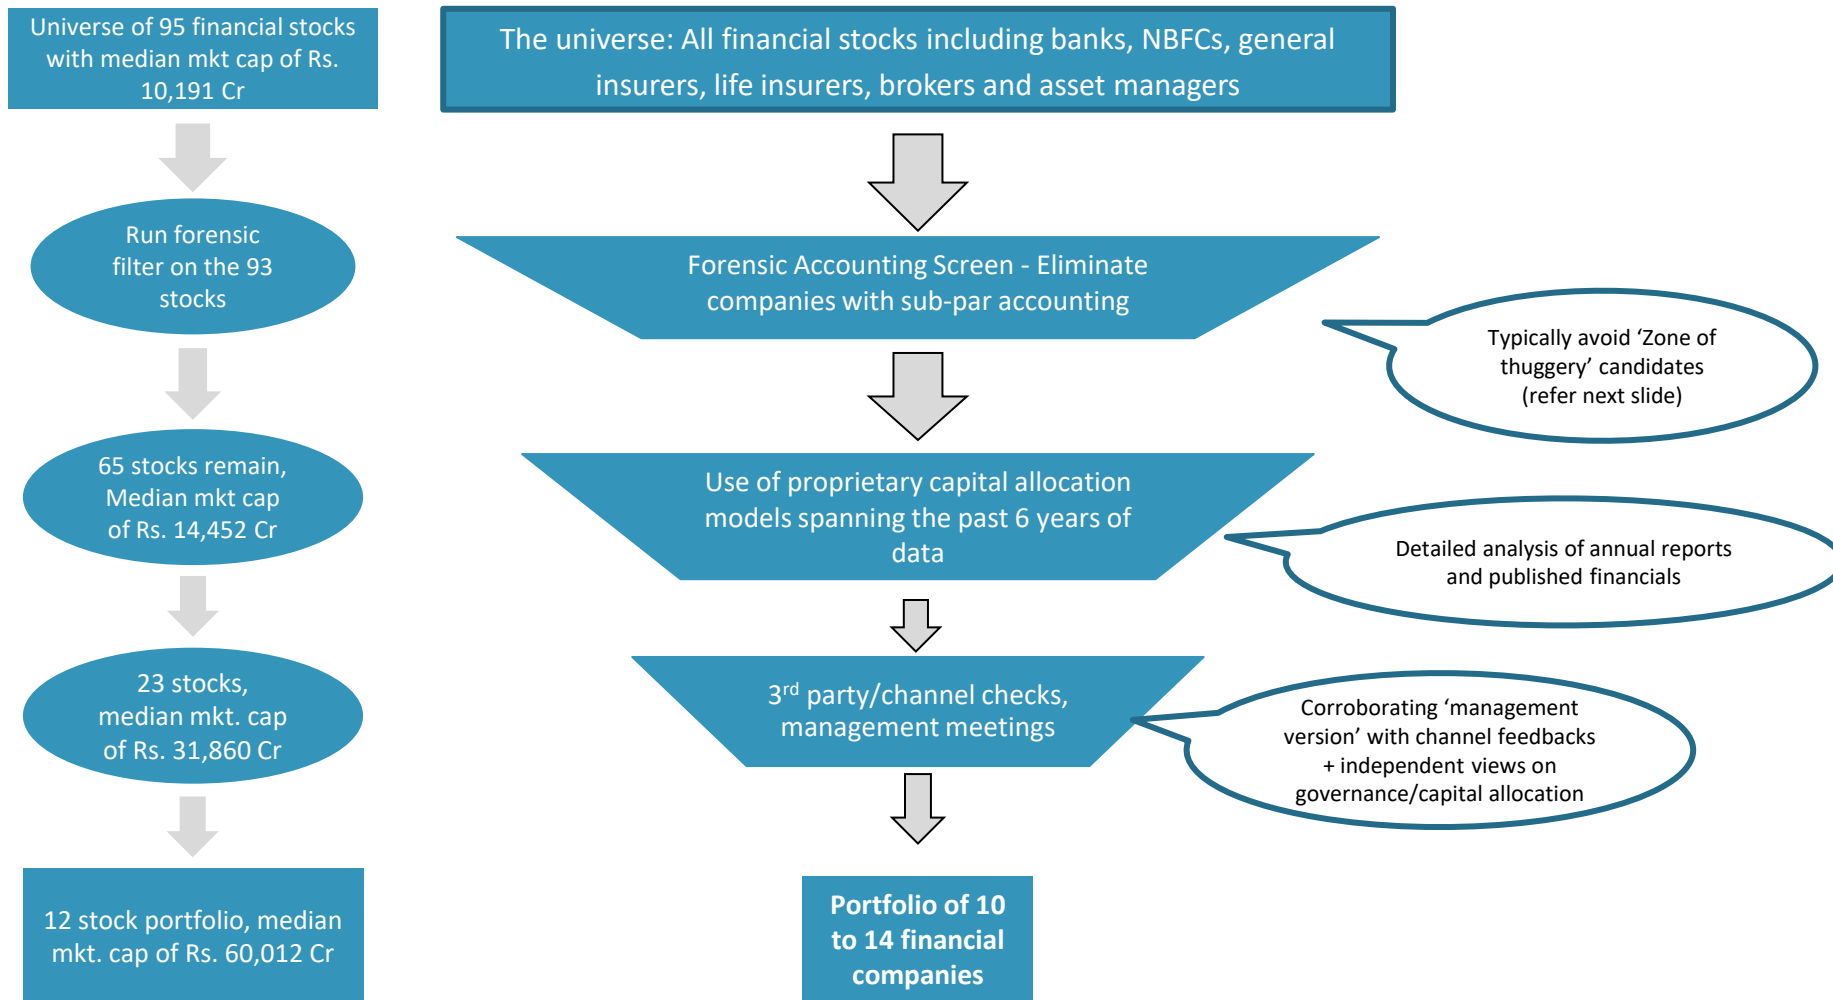 Universe of 95 financial stocks
with median mkt cap of Rs.
10,191 Cr
Run forensic
filter on the 93
stocks
65 stocks remain,
Median mkt cap
of Rs. 14,452 Cr
23 stocks,
median mkt. cap
of Rs. 31,860 Cr
12 stock portfolio, median
mkt. cap of Rs. 60,012 Cr
The universe: All financial stocks including banks, NBFCs, general
insurers, life insurers, brokers and asset managers
Forensic Accounting Screen - Eliminate
companies with sub-par accounting
Typically avoid ‘Zone of
thuggery’ candidates
(refer next slide)
Use of proprietary capital allocation
models spanning the past 6 years of
data
Detailed analysis of annual reports
and published financials
3rd party/channel checks,
management meetings
Corroborating ‘management
version’ with channel feedbacks
+ independent views on
governance/capital allocation
Portfolio of 10
to 14 financial
companies